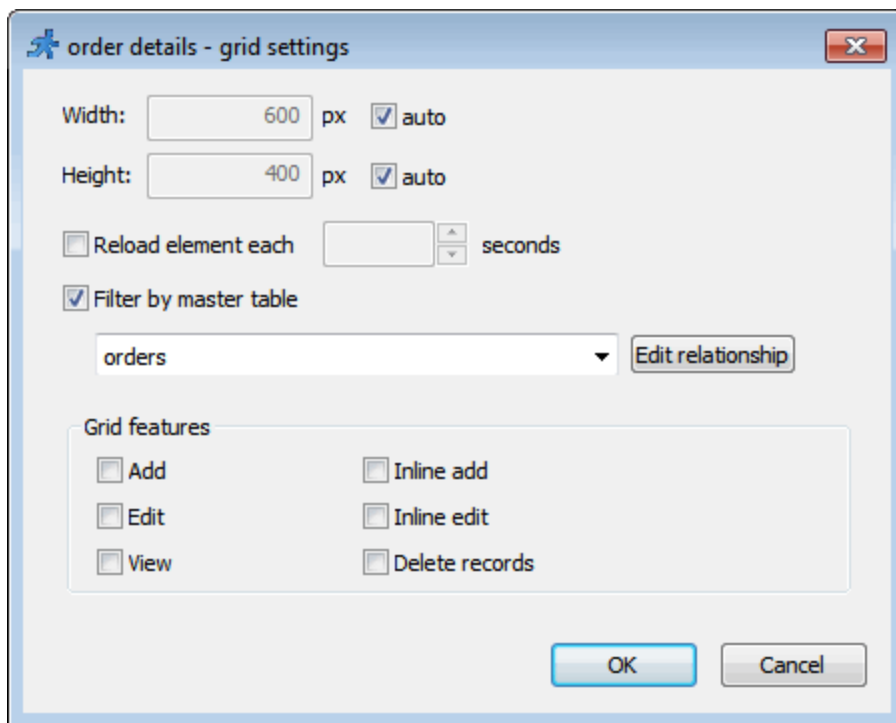 order details - grid settings
Width: 600 px auto
Height: 400 px auto
Reload element each seconds
Filter by master table
orders Edit relationship
Grid features
Add Inline add
Edit Inline edit
View Delete records
OK Cancel